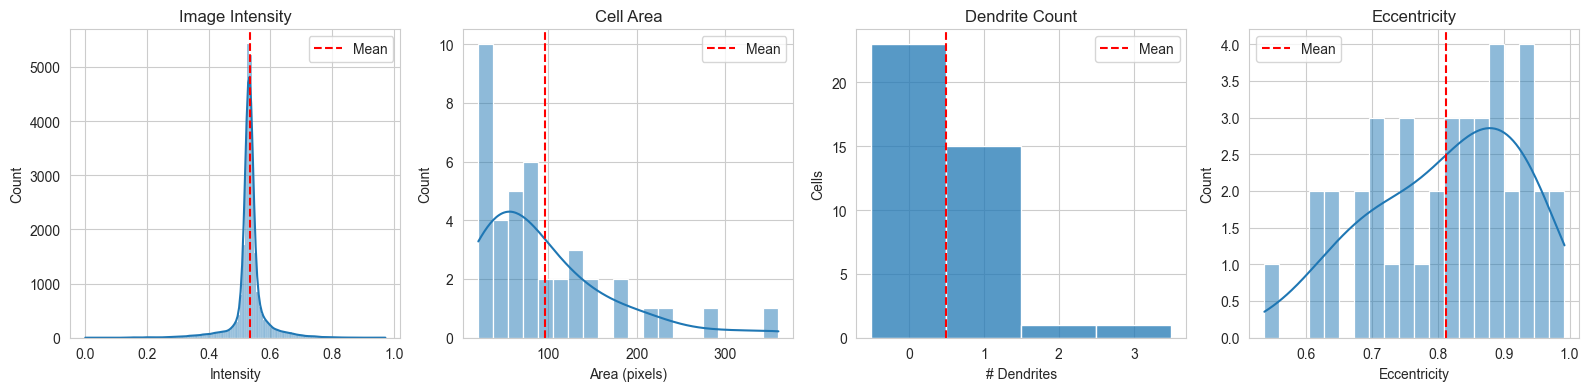 Image Intensity
Mean
5000
4000
3000
2000
1000
0
Count
0.0 0.2 0.4 0.6 0.8 1.0
Intensity
Cell Area
Mean
10
8
6
4
2
0
Count
100 200 300
Area (pixels)
Dendrite Count
Mean
20
15
10
5
0
Cells
0 1 2 3
# Dendrites
Eccentricity
Mean
4.0
3.5
3.0
2.5
2.0
1.5
1.0
0.5
0.0
Count
0.6 0.7 0.8 0.9 1.0
Eccentricity